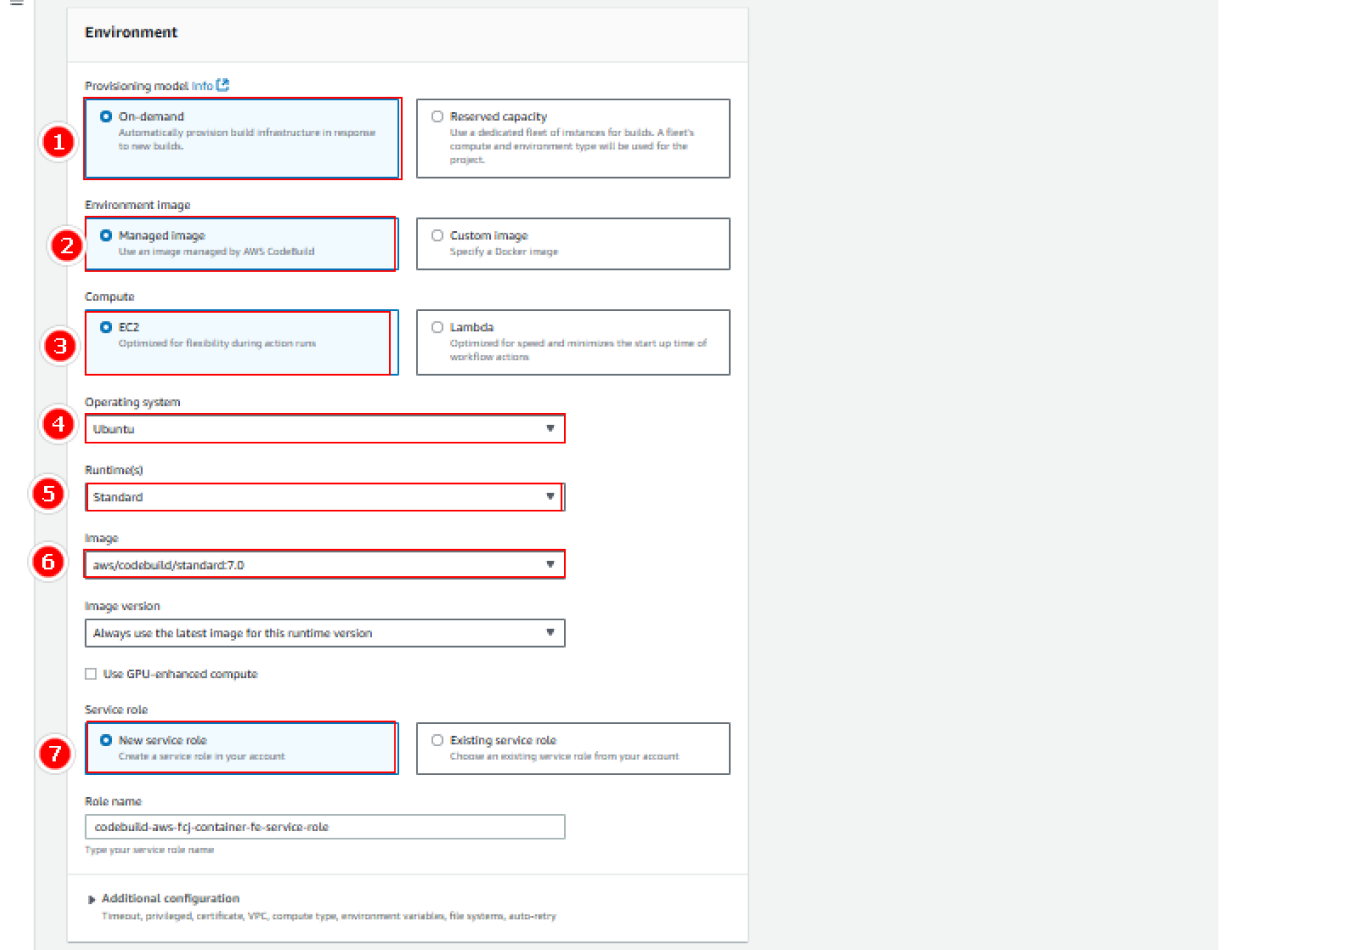 Environment
Provisioning model Info
1
On-demand
Automatically provision build infrastructure in response
to new builds.
Reserved capacity
Use a dedicated fleet of instances for builds. A fleet's
compute and environment type will be used for the
project.
Environment image
2
Managed image
Use an image managed by AWS CodeBuild
Custom image
Specify a Docker image
Compute
3
EC2
Optimized for flexibility during action runs
Lambda
Optimized for speed and minimizes the start up time of
workflow actions
Operating system
4
Ubuntu
Runtime(s)
5
Standard
Image
6
aws/codebuild/standard:7.0
Image version
Always use the latest image for this runtime version
Use GPU-enhanced compute
Service role
7
New service role
Create a service role in your account
Existing service role
Choose an existing service role from your account
Role name
codebuild-aws-fcj-container-fe-service-role
Type your service role name
Additional configuration
Timeout, privileged, certificate, VPC, compute type, environment variables, file systems, auto-retry